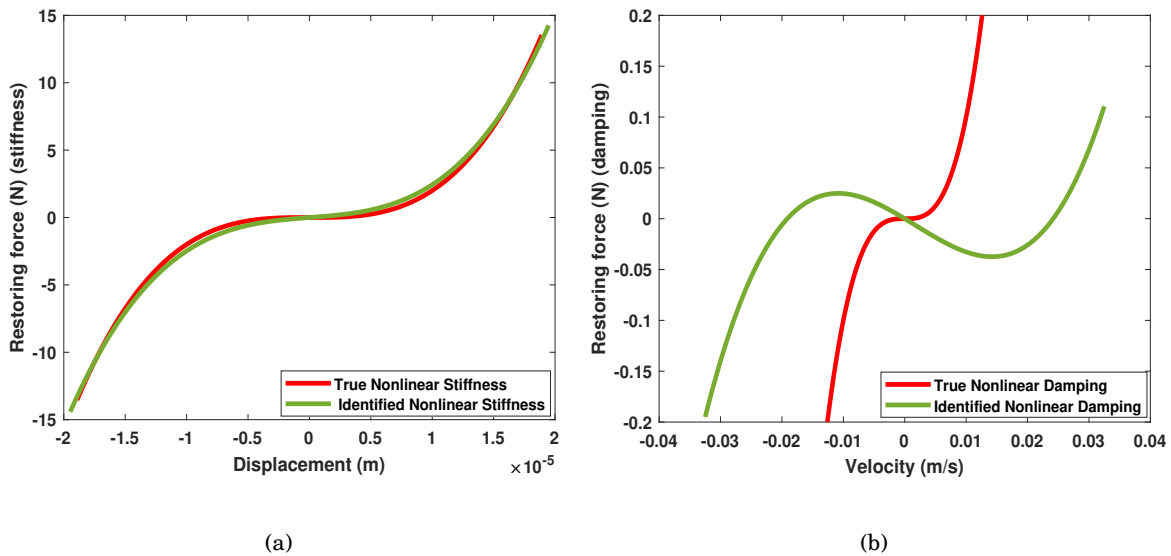 15
10
5
0
-5
-10
-15
Restoring force (N) (stiffness)
True Nonlinear Stiffness
Identified Nonlinear Stiffness
-2 -1.5 -1 -0.5 0 0.5 1 1.5 2
Displacement (m)
×10^-5
(a)
0.2
0.15
0.1
0.05
0
-0.05
-0.1
-0.15
-0.2
Restoring force (N) (damping)
True Nonlinear Damping
Identified Nonlinear Damping
-0.04 -0.03 -0.02 -0.01 0 0.01 0.02 0.03 0.04
Velocity (m/s)
(b)